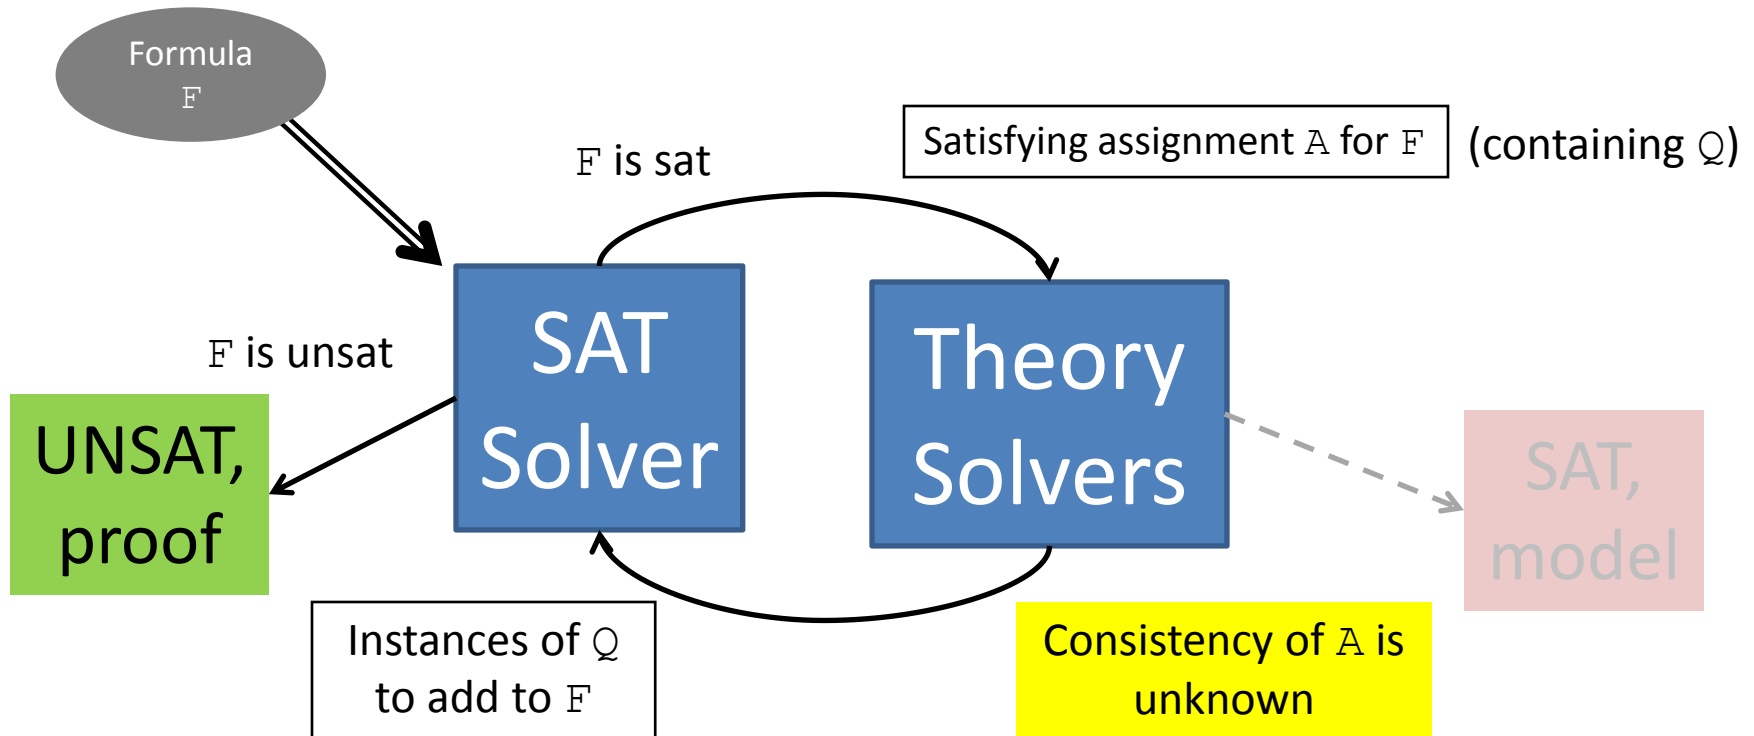 Formula
F
F is sat
Satisfying assignment A for F
(containing Q)
SAT
Solver
Theory
Solvers
F is unsat
UNSAT,
proof
SAT,
model
Instances of Q
to add to F
Consistency of A is
unknown